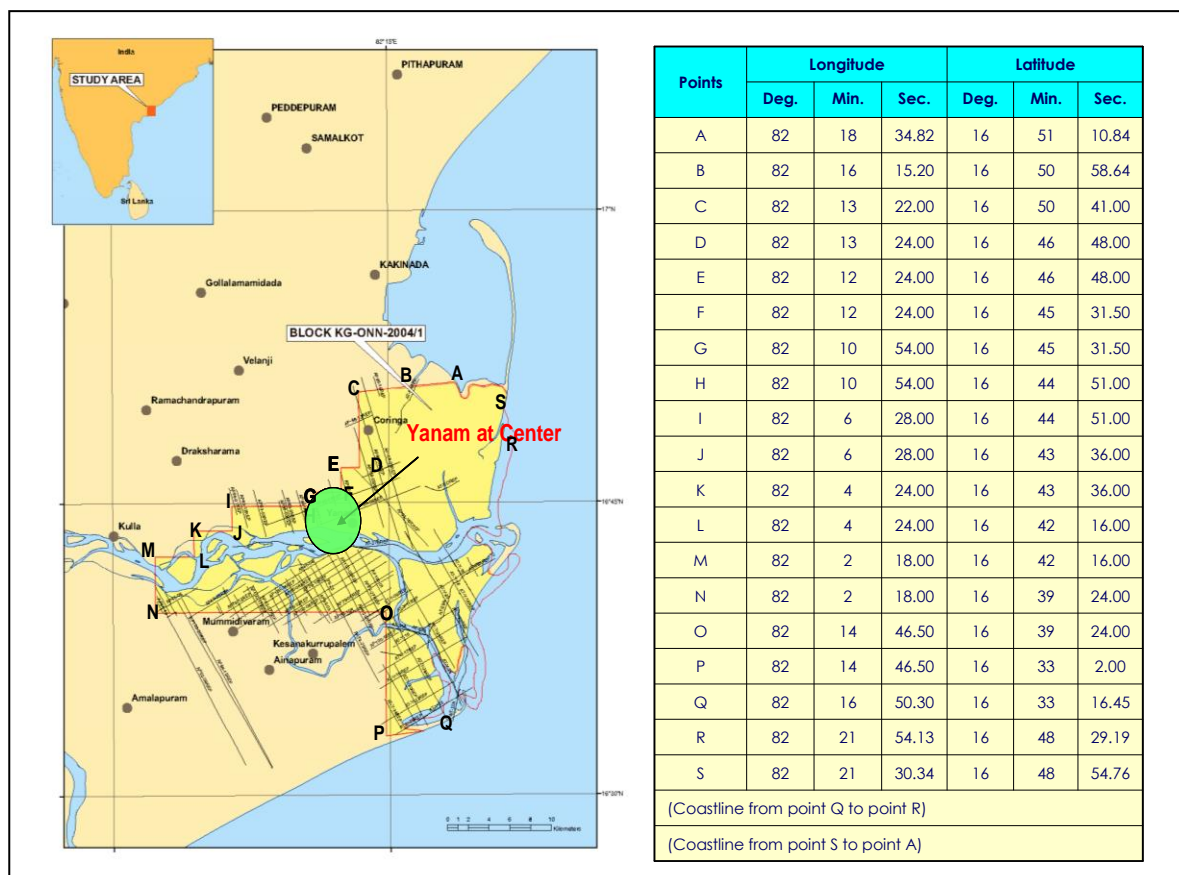 India
STUDY AREA
Sri Lanka
82°15'E
PITHAPURAM
PEDDEPURAM
SAMALKOT
17°N
KAKINADA
Gollalamamidada
BLOCK KG-ONN-2004/1
Velanji
Ramachandrapuram
Draksharama
Coringa
Yanam at Center
A
B
C
S
R
E
D
F
G
I
16°45'N
K
J
Kulla
M
L
N
O
Mummidivaram
Kesanakurrupalem
Ainapuram
Amalapuram
P
Q
0 1 2 4 6 8 10
Kilometers
Points Longitude Latitude
Deg. Min. Sec. Deg. Min. Sec.
A 82 18 34.82 16 51 10.84
B 82 16 15.20 16 50 58.64
C 82 13 22.00 16 50 41.00
D 82 13 24.00 16 46 48.00
E 82 12 24.00 16 46 48.00
F 82 12 24.00 16 45 31.50
G 82 10 54.00 16 45 31.50
H 82 10 54.00 16 44 51.00
I 82 6 28.00 16 44 51.00
J 82 6 28.00 16 43 36.00
K 82 4 24.00 16 43 36.00
L 82 4 24.00 16 42 16.00
M 82 2 18.00 16 42 16.00
N 82 2 18.00 16 39 24.00
O 82 14 46.50 16 39 24.00
P 82 14 46.50 16 33 2.00
Q 82 16 50.30 16 33 16.45
R 82 21 54.13 16 48 29.19
S 82 21 30.34 16 48 54.76
(Coastline from point Q to point R)
(Coastline from point S to point A)